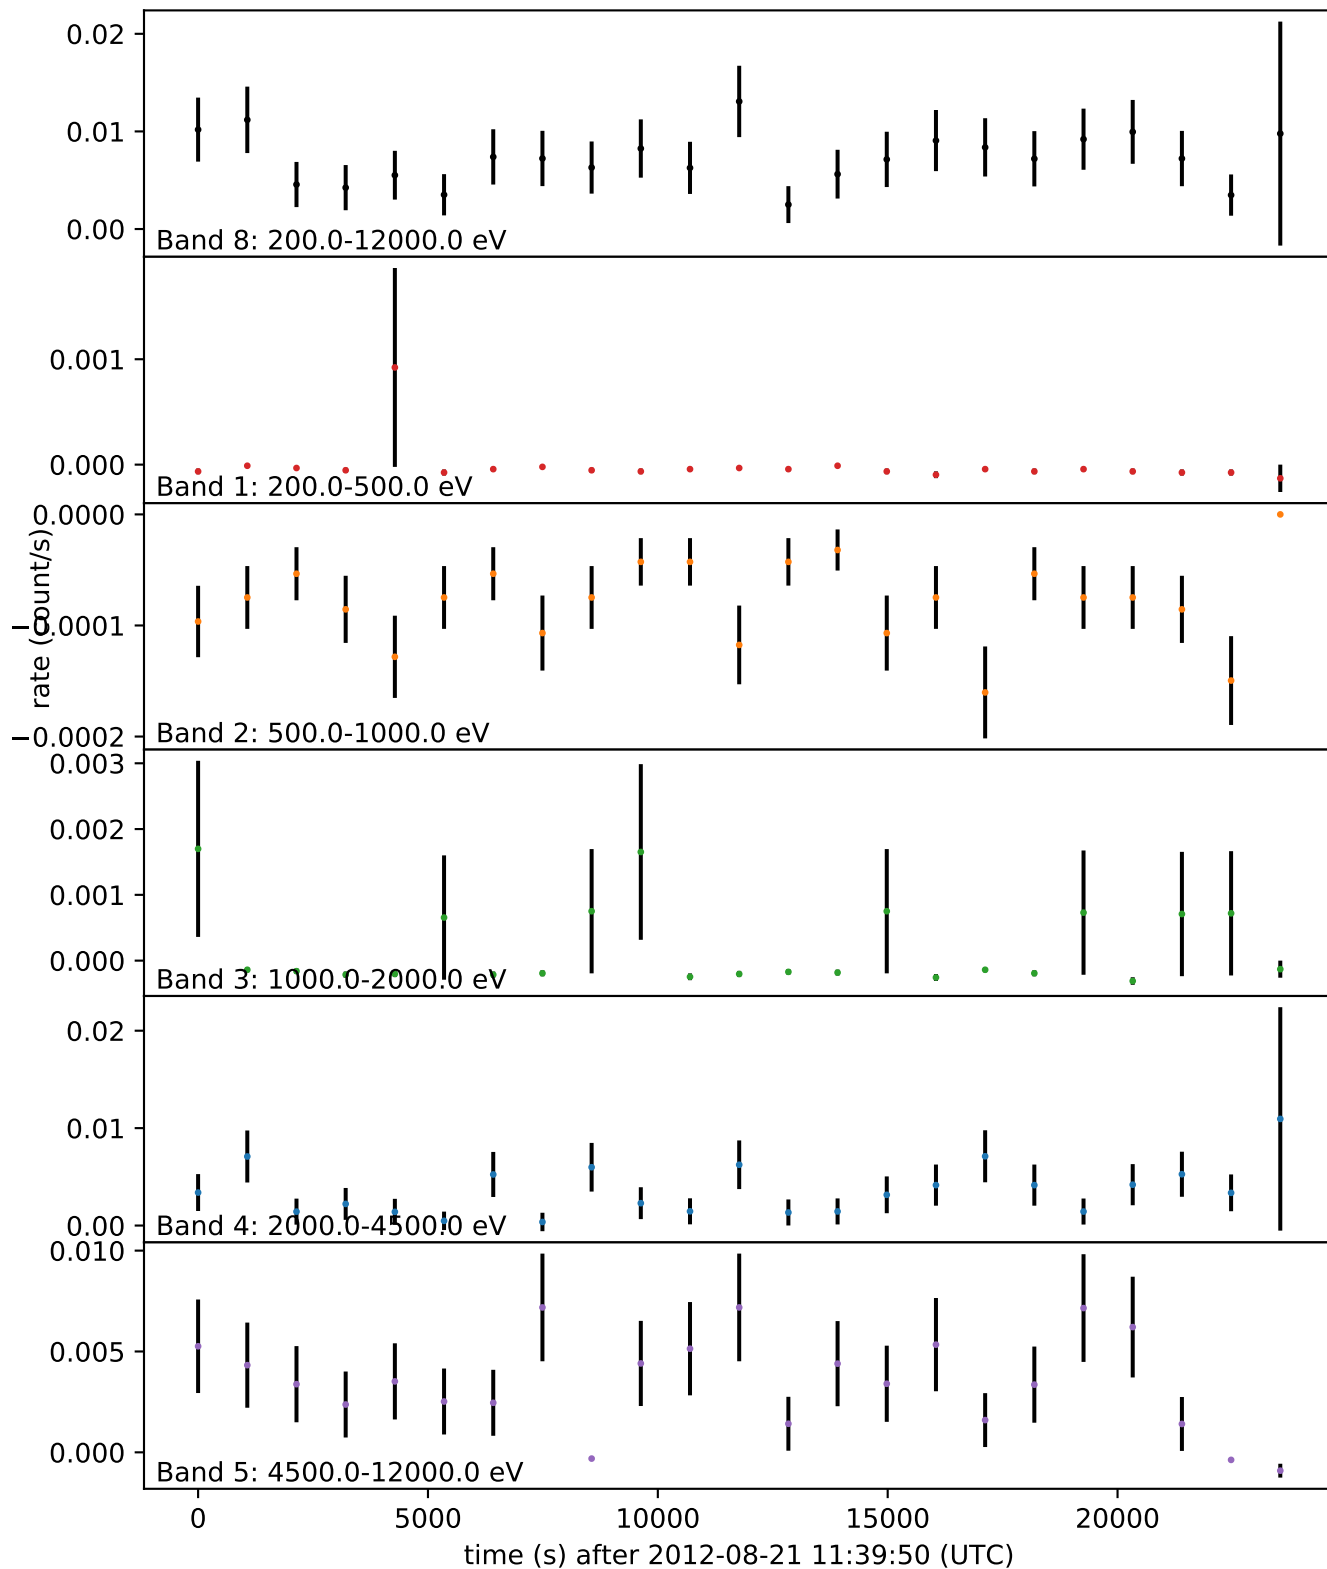 0.02
0.01
0.00
Band 8: 200.0-12000.0 eV
0.001
0.000
Band 1: 200.0-500.0 eV
0.0000
−0.0001
−0.0002
rate (count/s)
Band 2: 500.0-1000.0 eV
0.003
0.002
0.001
0.000
Band 3: 1000.0-2000.0 eV
0.02
0.01
0.00
Band 4: 2000.0-4500.0 eV
0.010
0.005
0.000
Band 5: 4500.0-12000.0 eV
0 5000 10000 15000 20000
time (s) after 2012-08-21 11:39:50 (UTC)